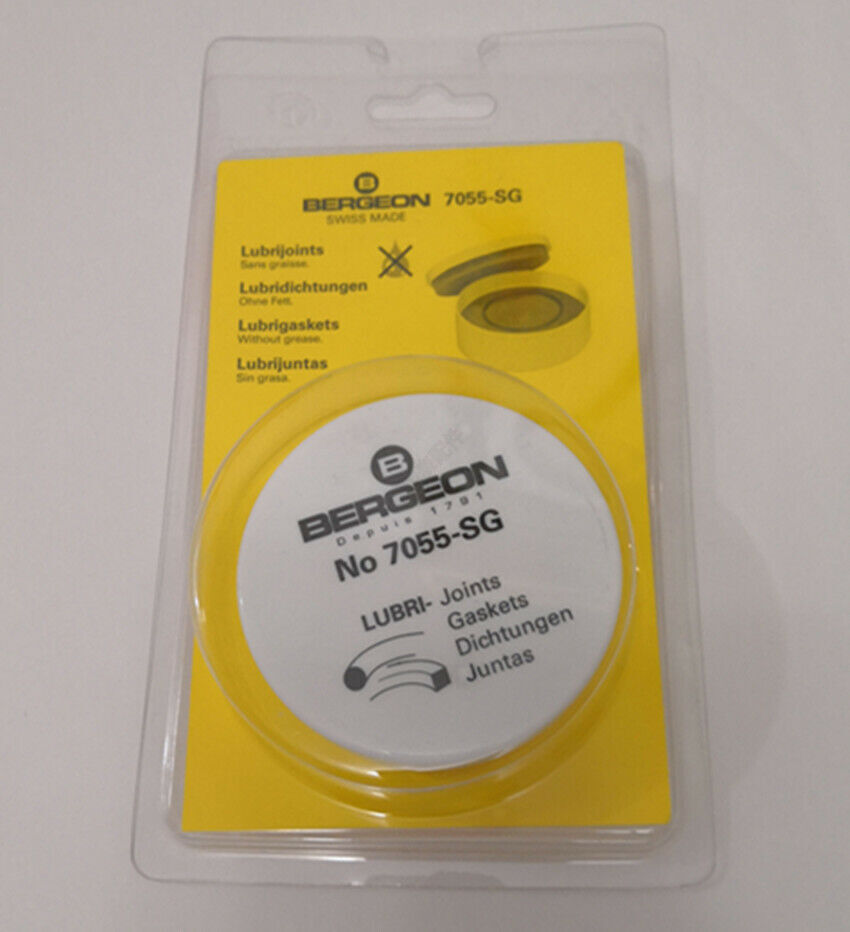 B
BERGEON 7055-SG
SWISS MADE
Lubrijoints
Sans graisse.
Lubridichtungen
Ohne Fett.
Lubrigaskets
Without grease.
Lubrijuntas
Sin grasa.
B
BERGEON
Depuis 1791
No 7055-SG
LUBRI- Joints
Gaskets
Dichtungen
Juntas